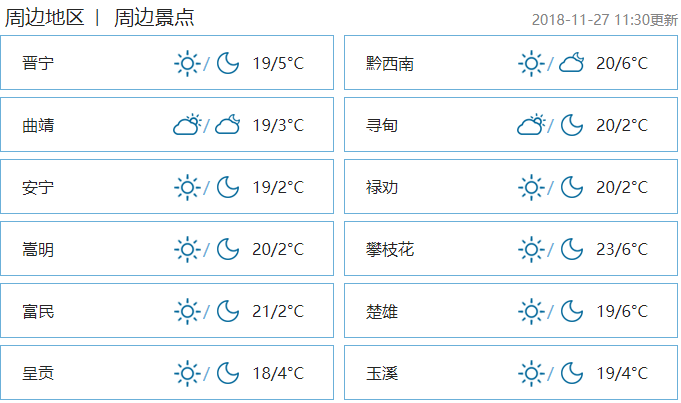 周边地区 | 周边景点 2018-11-27 11:30更新
晋宁 / 19/5°C
黔西南 / 20/6°C
曲靖 / 19/3°C
寻甸 / 20/2°C
安宁 / 19/2°C
禄劝 / 20/2°C
嵩明 / 20/2°C
攀枝花 / 23/6°C
富民 / 21/2°C
楚雄 / 19/6°C
呈贡 / 18/4°C
玉溪 / 19/4°C